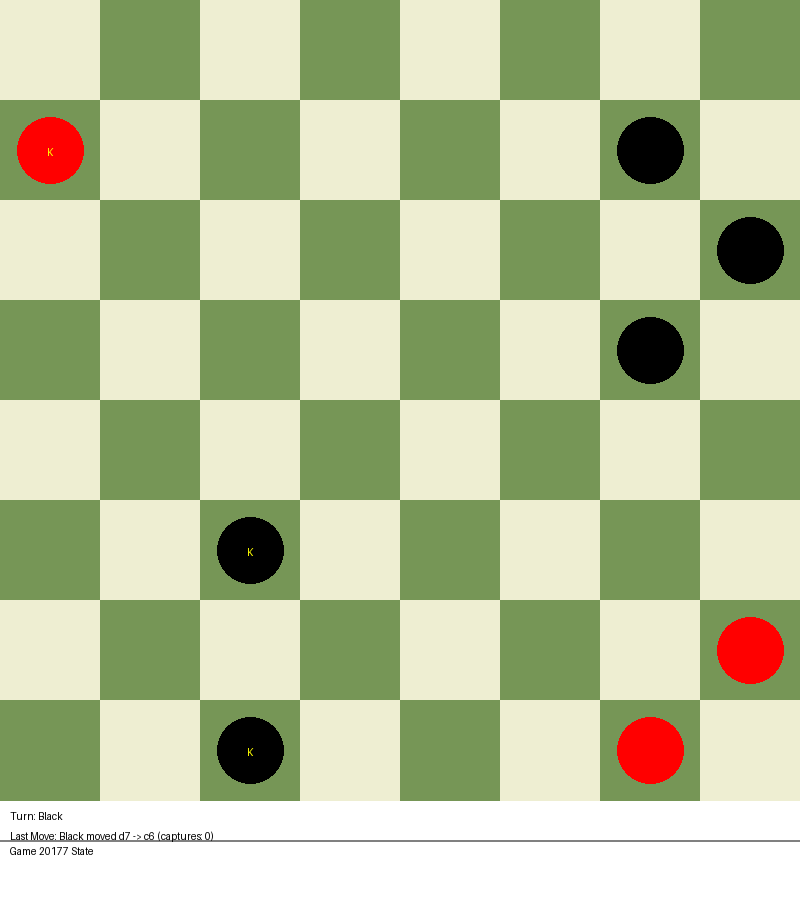 K
K
K
Turn: Black
Last Move: Black moved d7 -> c6 (captures: 0)
Game 20177 State